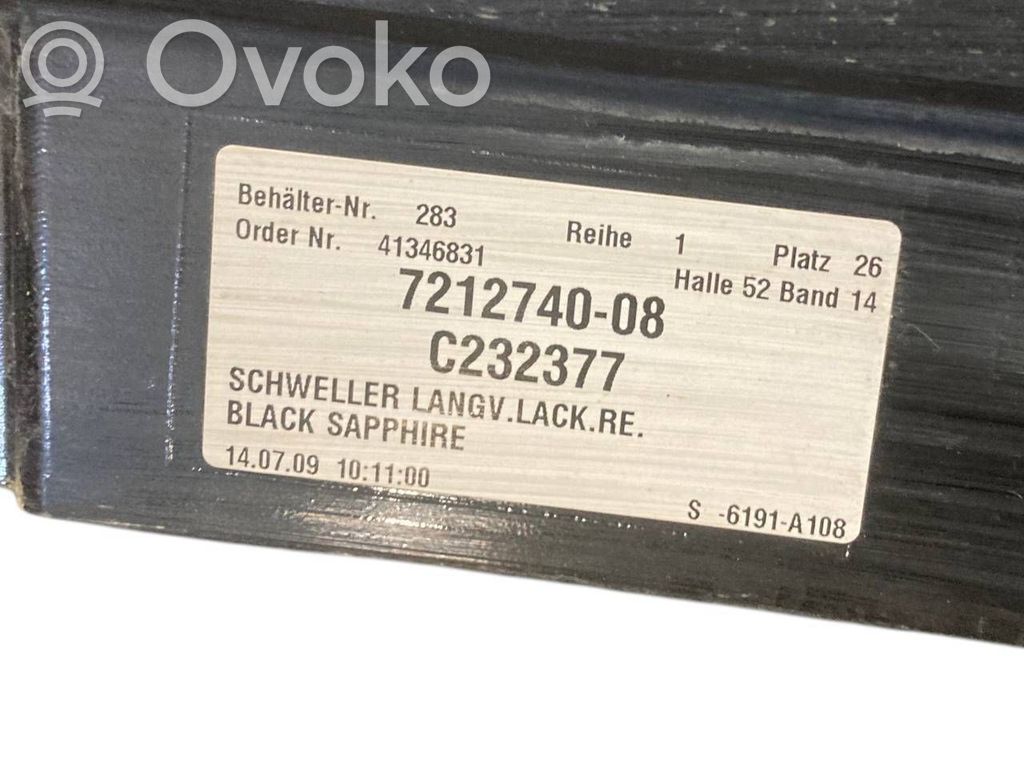 Ovoko®
Behälter-Nr. 283 Reihe 1 Platz 26
Order Nr. 41346831 Halle 52 Band 14
7212740-08
C232377
SCHWELLER LANGV.LACK.RE.
BLACK SAPPHIRE
14.07.09 10:11:00
S -6191-A108